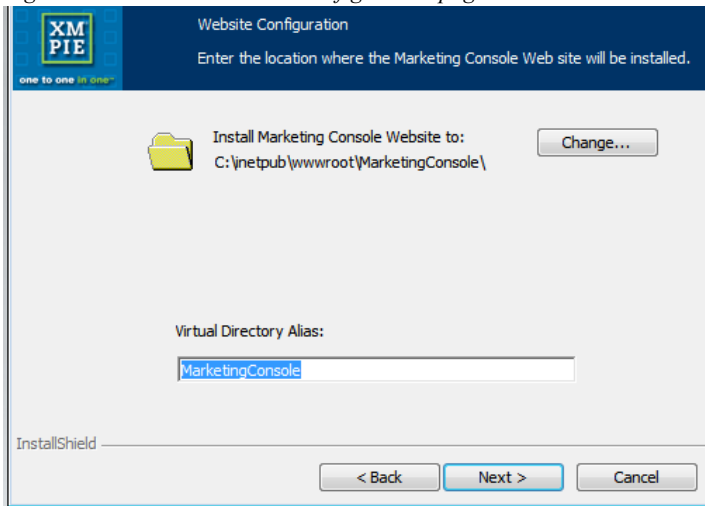 XM
PIE
one to one in one™
Website Configuration
Enter the location where the Marketing Console Web site will be installed.
Install Marketing Console Website to:
Change...
C:\inetpub\wwwroot\MarketingConsole\
Virtual Directory Alias:
MarketingConsole
InstallShield
< Back
Next >
Cancel